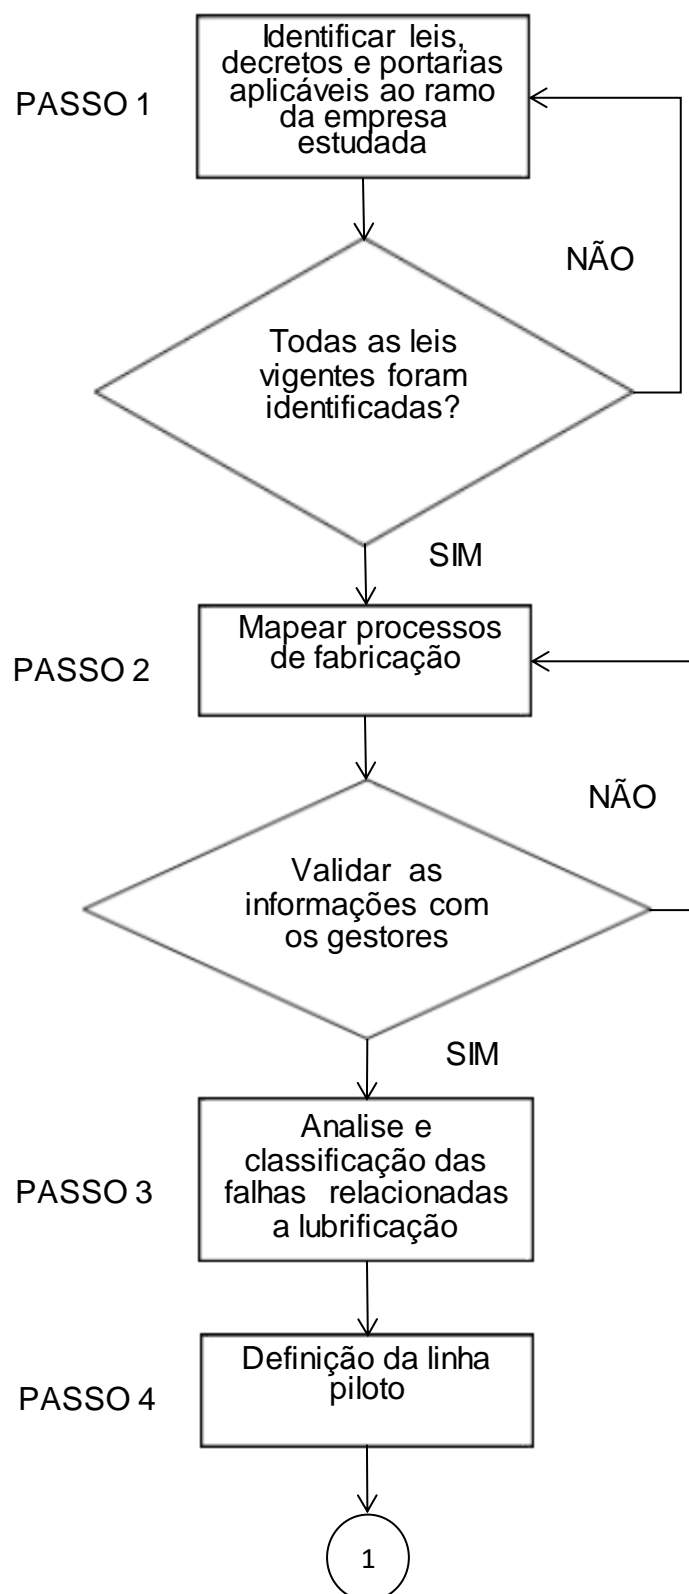 Identificar leis,
decretos e portarias
PASSO 1
aplicáveis ao ramo
da empresa
estudada
NÃO
Todas as leis
vigentes foram
identificadas?
SIM
Mapear processos
PASSO 2
de fabricação
NÃO
Validar as
informações com
os gestores
SIM
Analise e
classificação das
PASSO 3
falhas relacionadas
a lubrificação
Definição da linha
PASSO 4
piloto
1